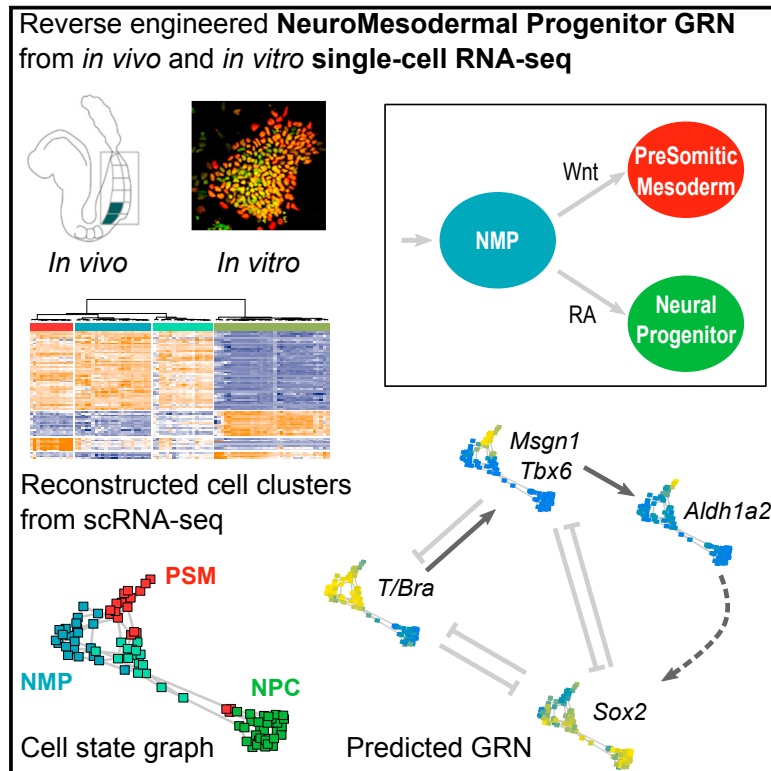 Reverse engineered NeuroMesodermal Progenitor GRN
from in vivo and in vitro single-cell RNA-seq
In vivo
In vitro
Wnt
PreSomitic
Mesoderm
NMP
RA
Neural
Progenitor
Reconstructed cell clusters
from scRNA-seq
Msgn1
Tbx6
Aldh1a2
T/Bra
Sox2
PSM
NMP
NPC
Cell state graph
Predicted GRN